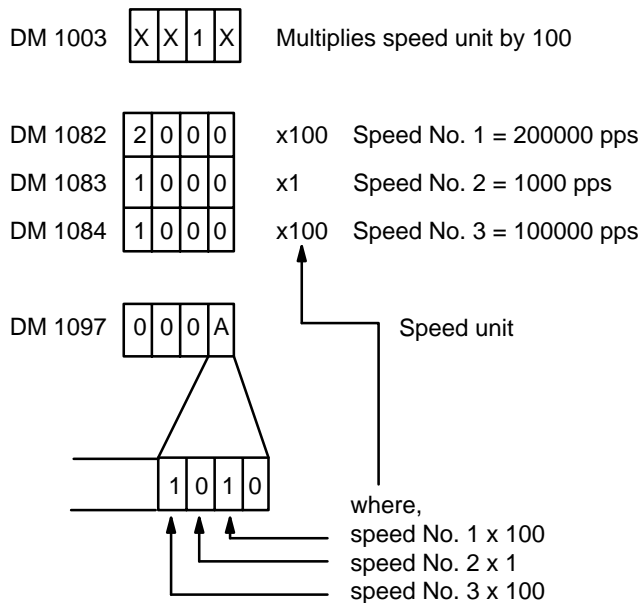 DM 1003 X X 1 X Multiplies speed unit by 100
DM 1082 2 0 0 0 x100 Speed No. 1 = 200000 pps
DM 1083 1 0 0 0 x1 Speed No. 2 = 1000 pps
DM 1084 1 0 0 0 x100 Speed No. 3 = 100000 pps
DM 1097 0 0 0 A Speed unit
1 0 1 0
where,
speed No. 1 x 100
speed No. 2 x 1
speed No. 3 x 100